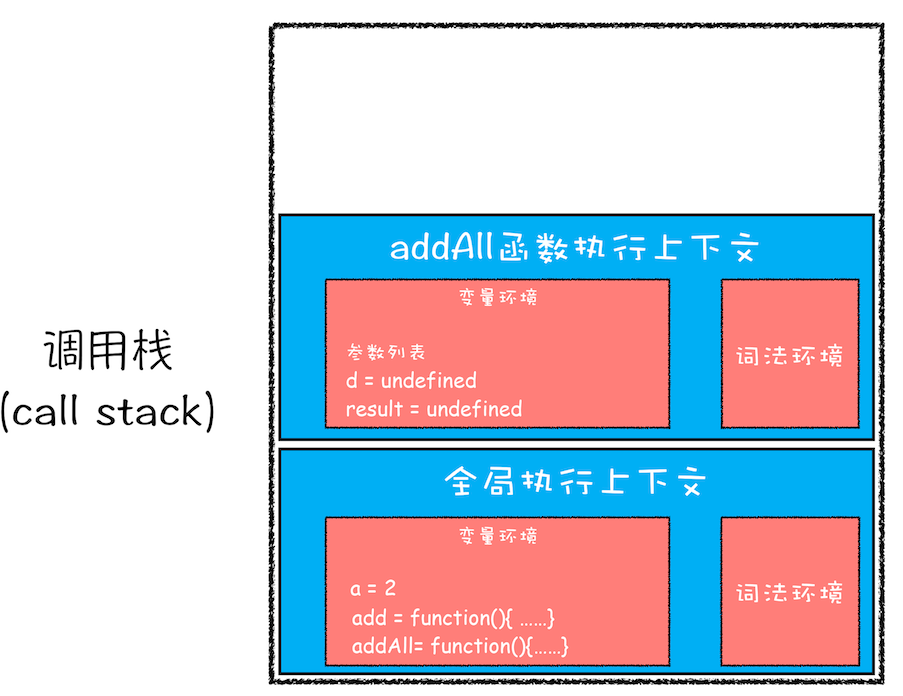 调用栈
(call stack)
addAll函数执行上下文
变量环境
参数列表
d = undefined
result = undefined
词法环境
全局执行上下文
变量环境
a = 2
add = function(){ ......}
addAll= function(){......}
词法环境